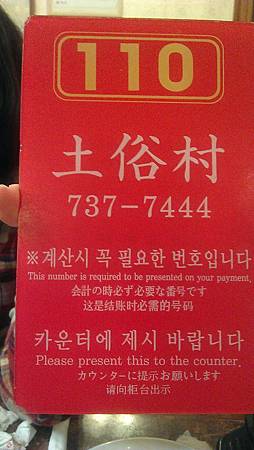 110
土俗村
737-7444
※계산시 꼭 필요한 번호입니다
This number is required to be presented on your payment.
会計の時必ず必要な番号です
这是结账时必需的号码
카운터에 제시 바랍니다
Please present this to the counter.
カウンターに提示お願いします
请向柜台出示